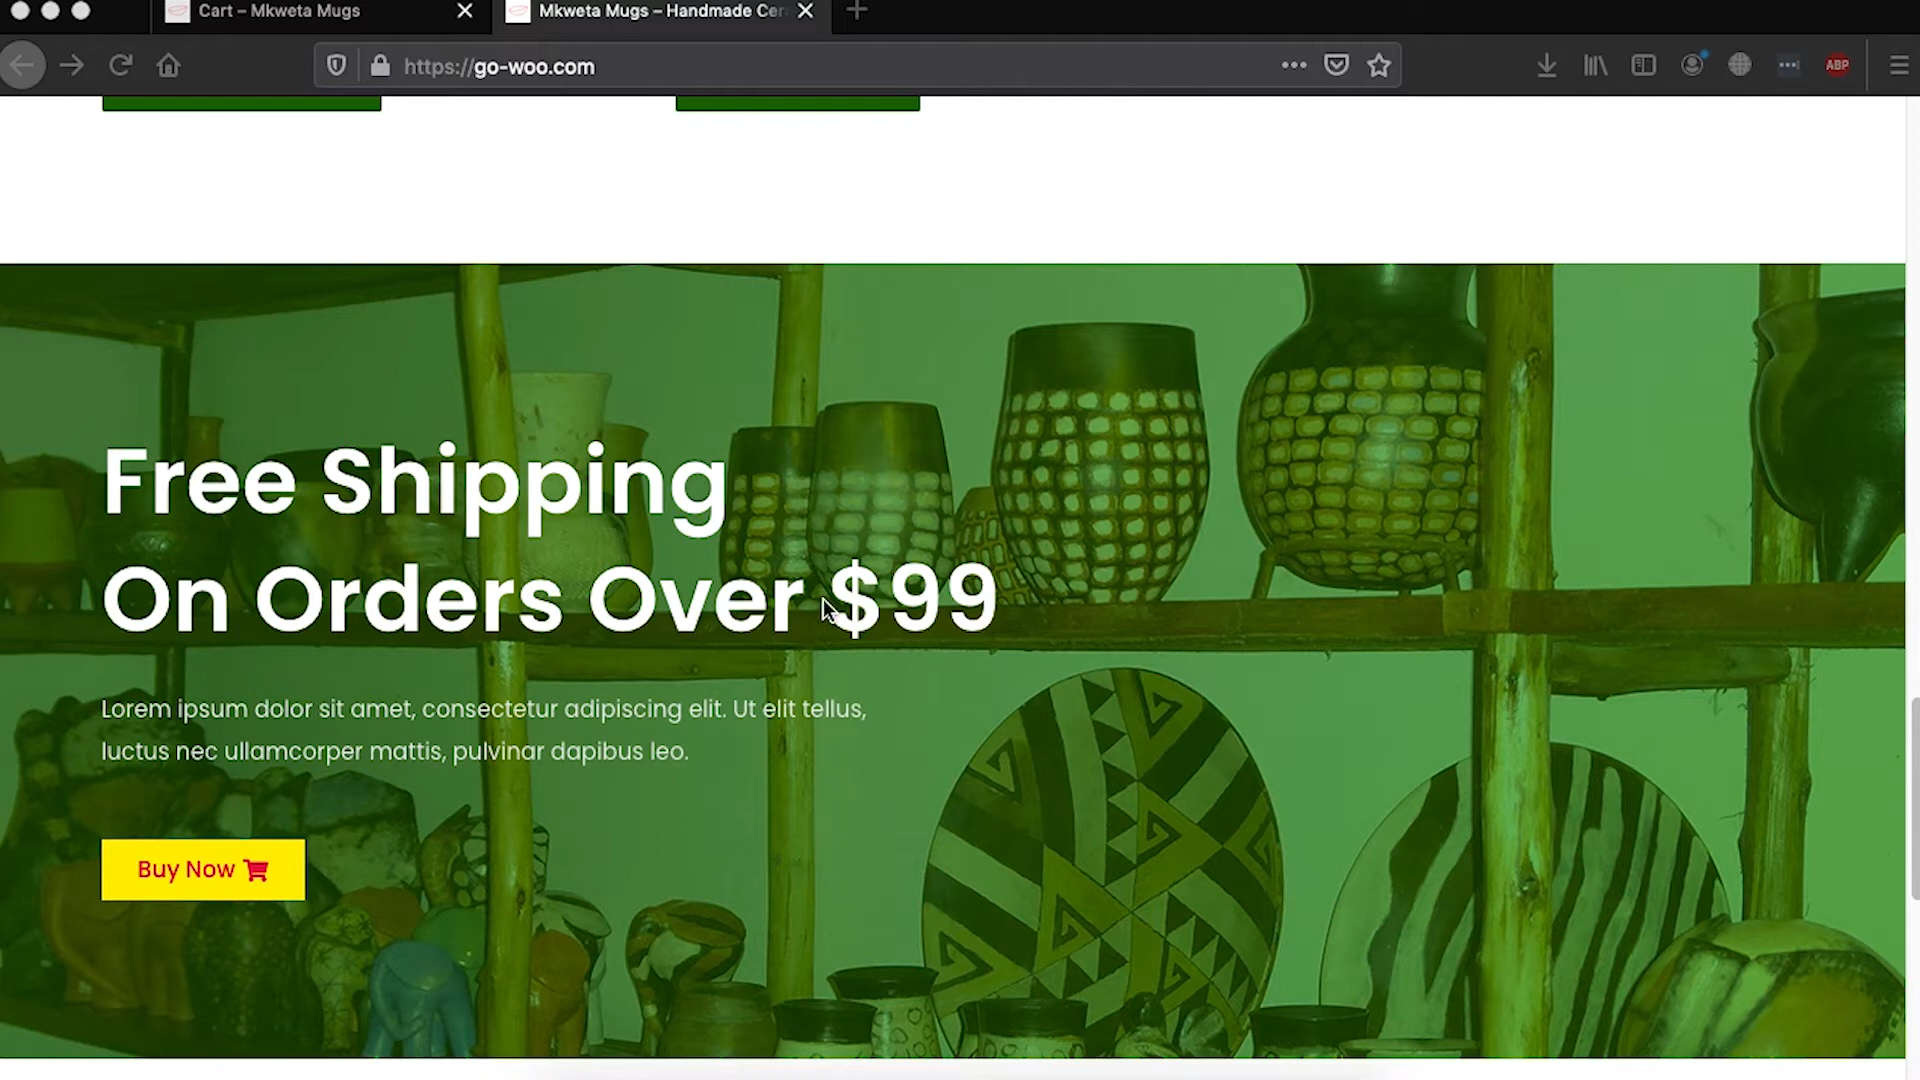 Cart – Mkweta Mugs
Mkweta Mugs – Handmade Cer
https://go-woo.com
ABP
Free Shipping
On Orders Over $99
Lorem ipsum dolor sit amet, consectetur adipiscing elit. Ut elit tellus,
luctus nec ullamcorper mattis, pulvinar dapibus leo.
Buy Now